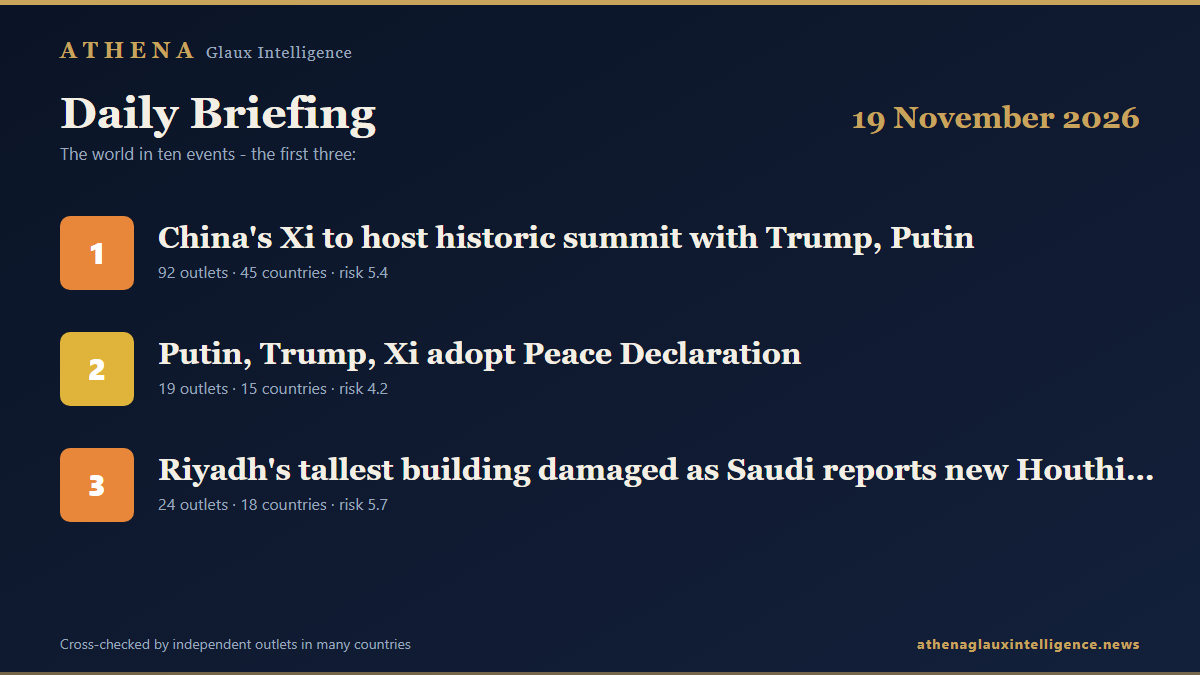 ATHENA Glaux Intelligence
Daily Briefing
19 November 2026
The world in ten events - the first three:
1
China's Xi to host historic summit with Trump, Putin
92 outlets · 45 countries · risk 5.4
2
Putin, Trump, Xi adopt Peace Declaration
19 outlets · 15 countries · risk 4.2
3
Riyadh's tallest building damaged as Saudi reports new Houthi...
24 outlets · 18 countries · risk 5.7
Cross-checked by independent outlets in many countries
athenaglauxintelligence.news